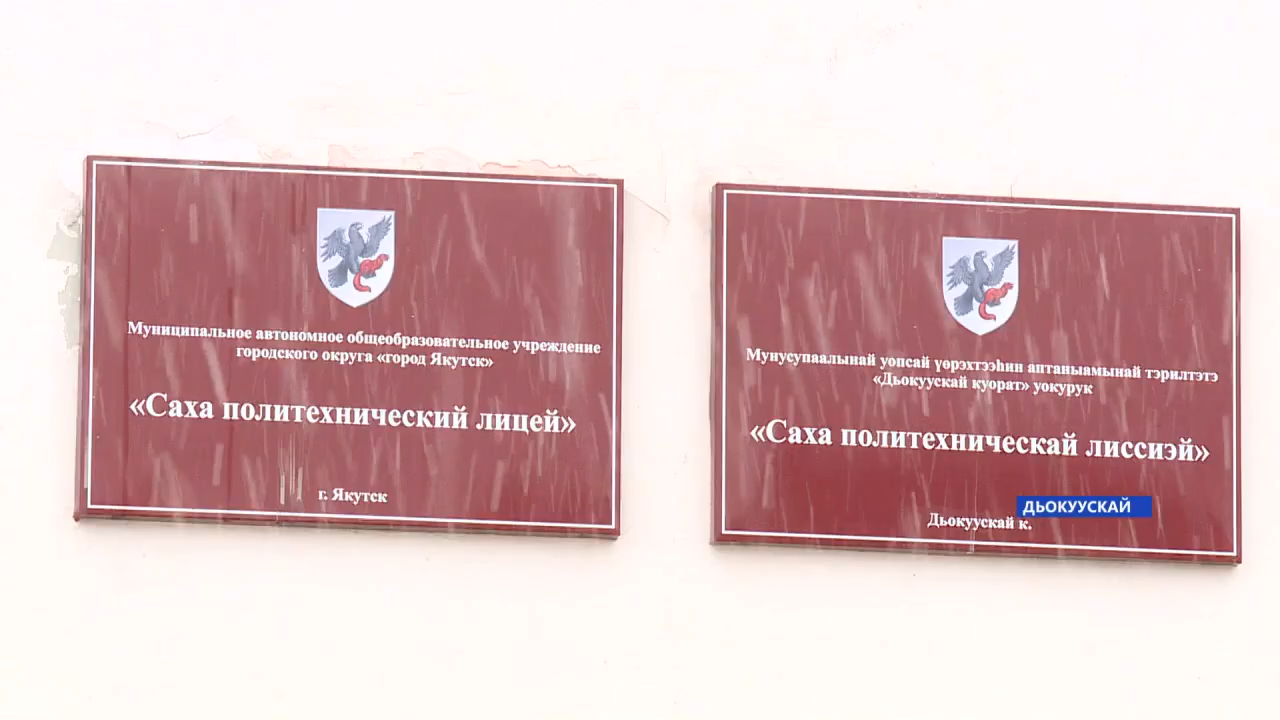 Муниципальное автономное общеобразовательное учреждение
городского округа «город Якутск»
«Саха политехнический лицей»
г. Якутск
Мунусупаалынай уопсай үөрэхтээһин аптаныамынай тэрилтэтэ
«Дьокуускай куорат» уокурук
«Саха политехническай лиссиэй»
Дьокуускай к.
ДЬОКУУСКАЙ